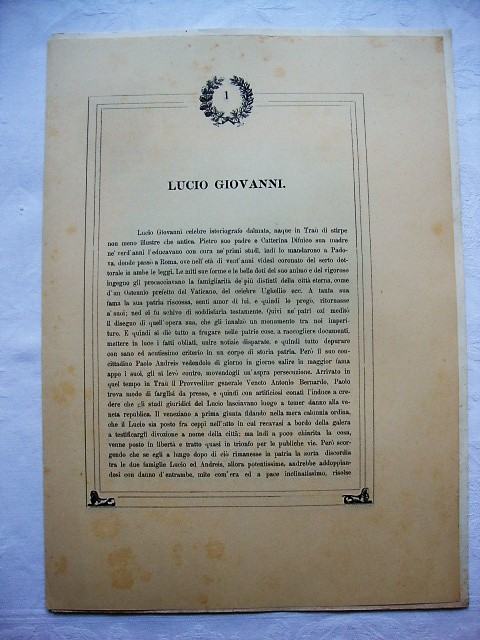 1
LUCIO GIOVANNI.
Lucio Giovanni celebre istoriografo dalmata, naque in Traù di stirpe
non meno illustre che antica. Pietro suo padre e Catterina Difnico sua madre
ne' verd'anni l'educavano con cura ne' primi studî, indi lo mandarono a Pado-
va, donde passò a Roma, ove nell'età di vent'anni videsi coronato del serto dot-
torale in ambe le leggi. Le miti sue forme e le belle doti del suo animo e del vigoroso
ingegno gli procacciavano la famigliarità de' più distinti della città eterna, come
d'un Ostennio prefetto del Vaticano, del celebre Ughellio ecc. A tanta sua
fama la sua patria riscossa, sentì amor di lui, e quindi lo pregò, ritornasse
a'suoi; ned ei fu schivo di soddisfarla testamente. Quivi ne' patrî ozî meditò
il disegno di quell'opera sua, che gli innalzò un monumento tra noi imperi-
turo. E quindi si diè tutto a frugare nelle patrie cose, a raccogliere documenti,
mettere in luce i fatti obliati, unire notizie disparate, e quindi tutto depurare
con sano ed acutissimo criterio in un corpo di storia patria. Però il suo con-
cittadino Paolo Andreis vedendolo di giorno in giorno salire in maggior fama
appo i suoi, gli si levò contro, movendogli un'aspra persecuzione. Arrivato in
quel tempo in Traù il Provveditor generale Veneto Antonio Bernardo, Paolo
trova modo di farglisi da presso, e quindi con artificiosi conati l'induce a cre-
dere che gli studî giuridici del Lucio lasciavano luogo a temer danno alla ve-
neta republica. Il veneziano a prima giunta fidando nella mera calunnia ordina,
che il Lucio sia posto fra ceppi nell'atto in cui recavasi a bordo della galera
a testificargli divozione a nome della città; ma indi a poco chiarita la cosa,
venne posto in libertà e tratto quasi in trionfo per le publiche vie. Però scor-
gendo che se egli a lungo dopo di ciò rimanesse in patria la sorta discordia
tra le due famiglie Lucio ed Andreis, allora potentissime, andrebbe addoppian-
dosi con danno d'entrambe, mite com'era ed a pace inclinatissimo, risolse